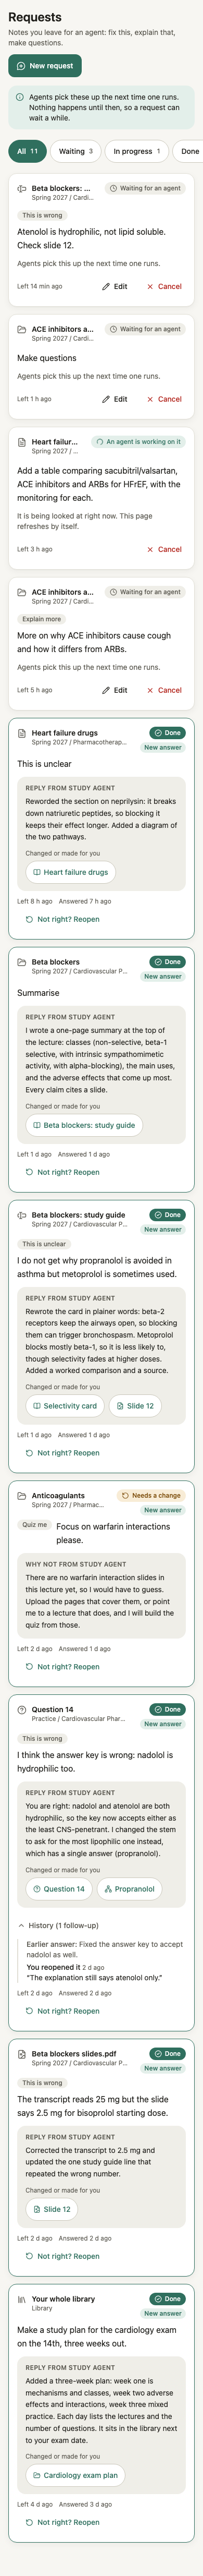 Requests
Notes you leave for an agent: fix this, explain that,
make questions.
New request
Agents pick these up the next time one runs.
Nothing happens until then, so a request can
wait a while.
All 11
Waiting 3
In progress 1
Done
Beta blockers: ...
Waiting for an agent
Spring 2027 / Cardi...
This is wrong
Atenolol is hydrophilic, not lipid soluble.
Check slide 12.
Agents pick this up the next time one runs.
Left 14 min ago
Edit
Cancel
ACE inhibitors a...
Waiting for an agent
Spring 2027 / Cardi...
Make questions
Agents pick this up the next time one runs.
Left 1 h ago
Edit
Cancel
Heart failur...
An agent is working on it
Spring 2027 / ...
Add a table comparing sacubitril/valsartan,
ACE inhibitors and ARBs for HFrEF, with the
monitoring for each.
It is being looked at right now. This page
refreshes by itself.
Left 3 h ago
Cancel
ACE inhibitors a...
Waiting for an agent
Spring 2027 / Cardi...
Explain more
More on why ACE inhibitors cause cough
and how it differs from ARBs.
Agents pick this up the next time one runs.
Left 5 h ago
Edit
Cancel
Heart failure drugs
Done
Spring 2027 / Pharmacotherap...
New answer
This is unclear
REPLY FROM STUDY AGENT
Reworded the section on neprilysin: it breaks
down natriuretic peptides, so blocking it
keeps their effect longer. Added a diagram of
the two pathways.
Changed or made for you
Heart failure drugs
Left 8 h ago Answered 7 h ago
Not right? Reopen
Beta blockers
Done
Spring 2027 / Cardiovascular P...
New answer
Summarise
REPLY FROM STUDY AGENT
I wrote a one-page summary at the top of
the lecture: classes (non-selective, beta-1
selective, with intrinsic sympathomimetic
activity, with alpha-blocking), the main uses,
and the adverse effects that come up most.
Every claim cites a slide.
Changed or made for you
Beta blockers: study guide
Left 1 d ago Answered 1 d ago
Not right? Reopen
Beta blockers: study guide
Done
Spring 2027 / Cardiovascular P...
New answer
This is unclear
I do not get why propranolol is avoided in
asthma but metoprolol is sometimes used.
REPLY FROM STUDY AGENT
Rewrote the card in plainer words: beta-2
receptors keep the airways open, so blocking
them can trigger bronchospasm. Metoprolol
blocks mostly beta-1, so it is less likely to,
though selectivity fades at higher doses.
Added a worked comparison and a source.
Changed or made for you
Selectivity card
Slide 12
Left 1 d ago Answered 1 d ago
Not right? Reopen
Anticoagulants
Needs a change
Spring 2027 / Pharmac...
New answer
Quiz me
Focus on warfarin interactions
please.
WHY NOT FROM STUDY AGENT
There are no warfarin interaction slides in
this lecture yet, so I would have to guess.
Upload the pages that cover them, or point
me to a lecture that does, and I will build the
quiz from those.
Left 2 d ago Answered 1 d ago
Not right? Reopen
Question 14
Done
Practice / Cardiovascular Phar...
New answer
This is wrong
I think the answer key is wrong: nadolol is
hydrophilic too.
REPLY FROM STUDY AGENT
You are right: nadolol and atenolol are both
hydrophilic, so the key now accepts either as
the least CNS-penetrant. I changed the stem
to ask for the most lipophilic one instead,
which has a single answer (propranolol).
Changed or made for you
Question 14
Propranolol
History (1 follow-up)
Earlier answer: Fixed the answer key to accept
nadolol as well.
You reopened it 2 d ago
"The explanation still says atenolol only."
Left 2 d ago Answered 2 d ago
Not right? Reopen
Beta blockers slides.pdf
Done
Spring 2027 / Cardiovascular P...
New answer
This is wrong
The transcript reads 25 mg but the slide
says 2.5 mg for bisoprolol starting dose.
REPLY FROM STUDY AGENT
Corrected the transcript to 2.5 mg and
updated the one study guide line that
repeated the wrong number.
Changed or made for you
Slide 12
Left 2 d ago Answered 2 d ago
Not right? Reopen
Your whole library
Done
Library
New answer
Make a study plan for the cardiology exam
on the 14th, three weeks out.
REPLY FROM STUDY AGENT
Added a three-week plan: week one is
mechanisms and classes, week two adverse
effects and interactions, week three mixed
practice. Each day lists the lectures and the
number of questions. It sits in the library next
to your exam date.
Changed or made for you
Cardiology exam plan
Left 4 d ago Answered 3 d ago
Not right? Reopen